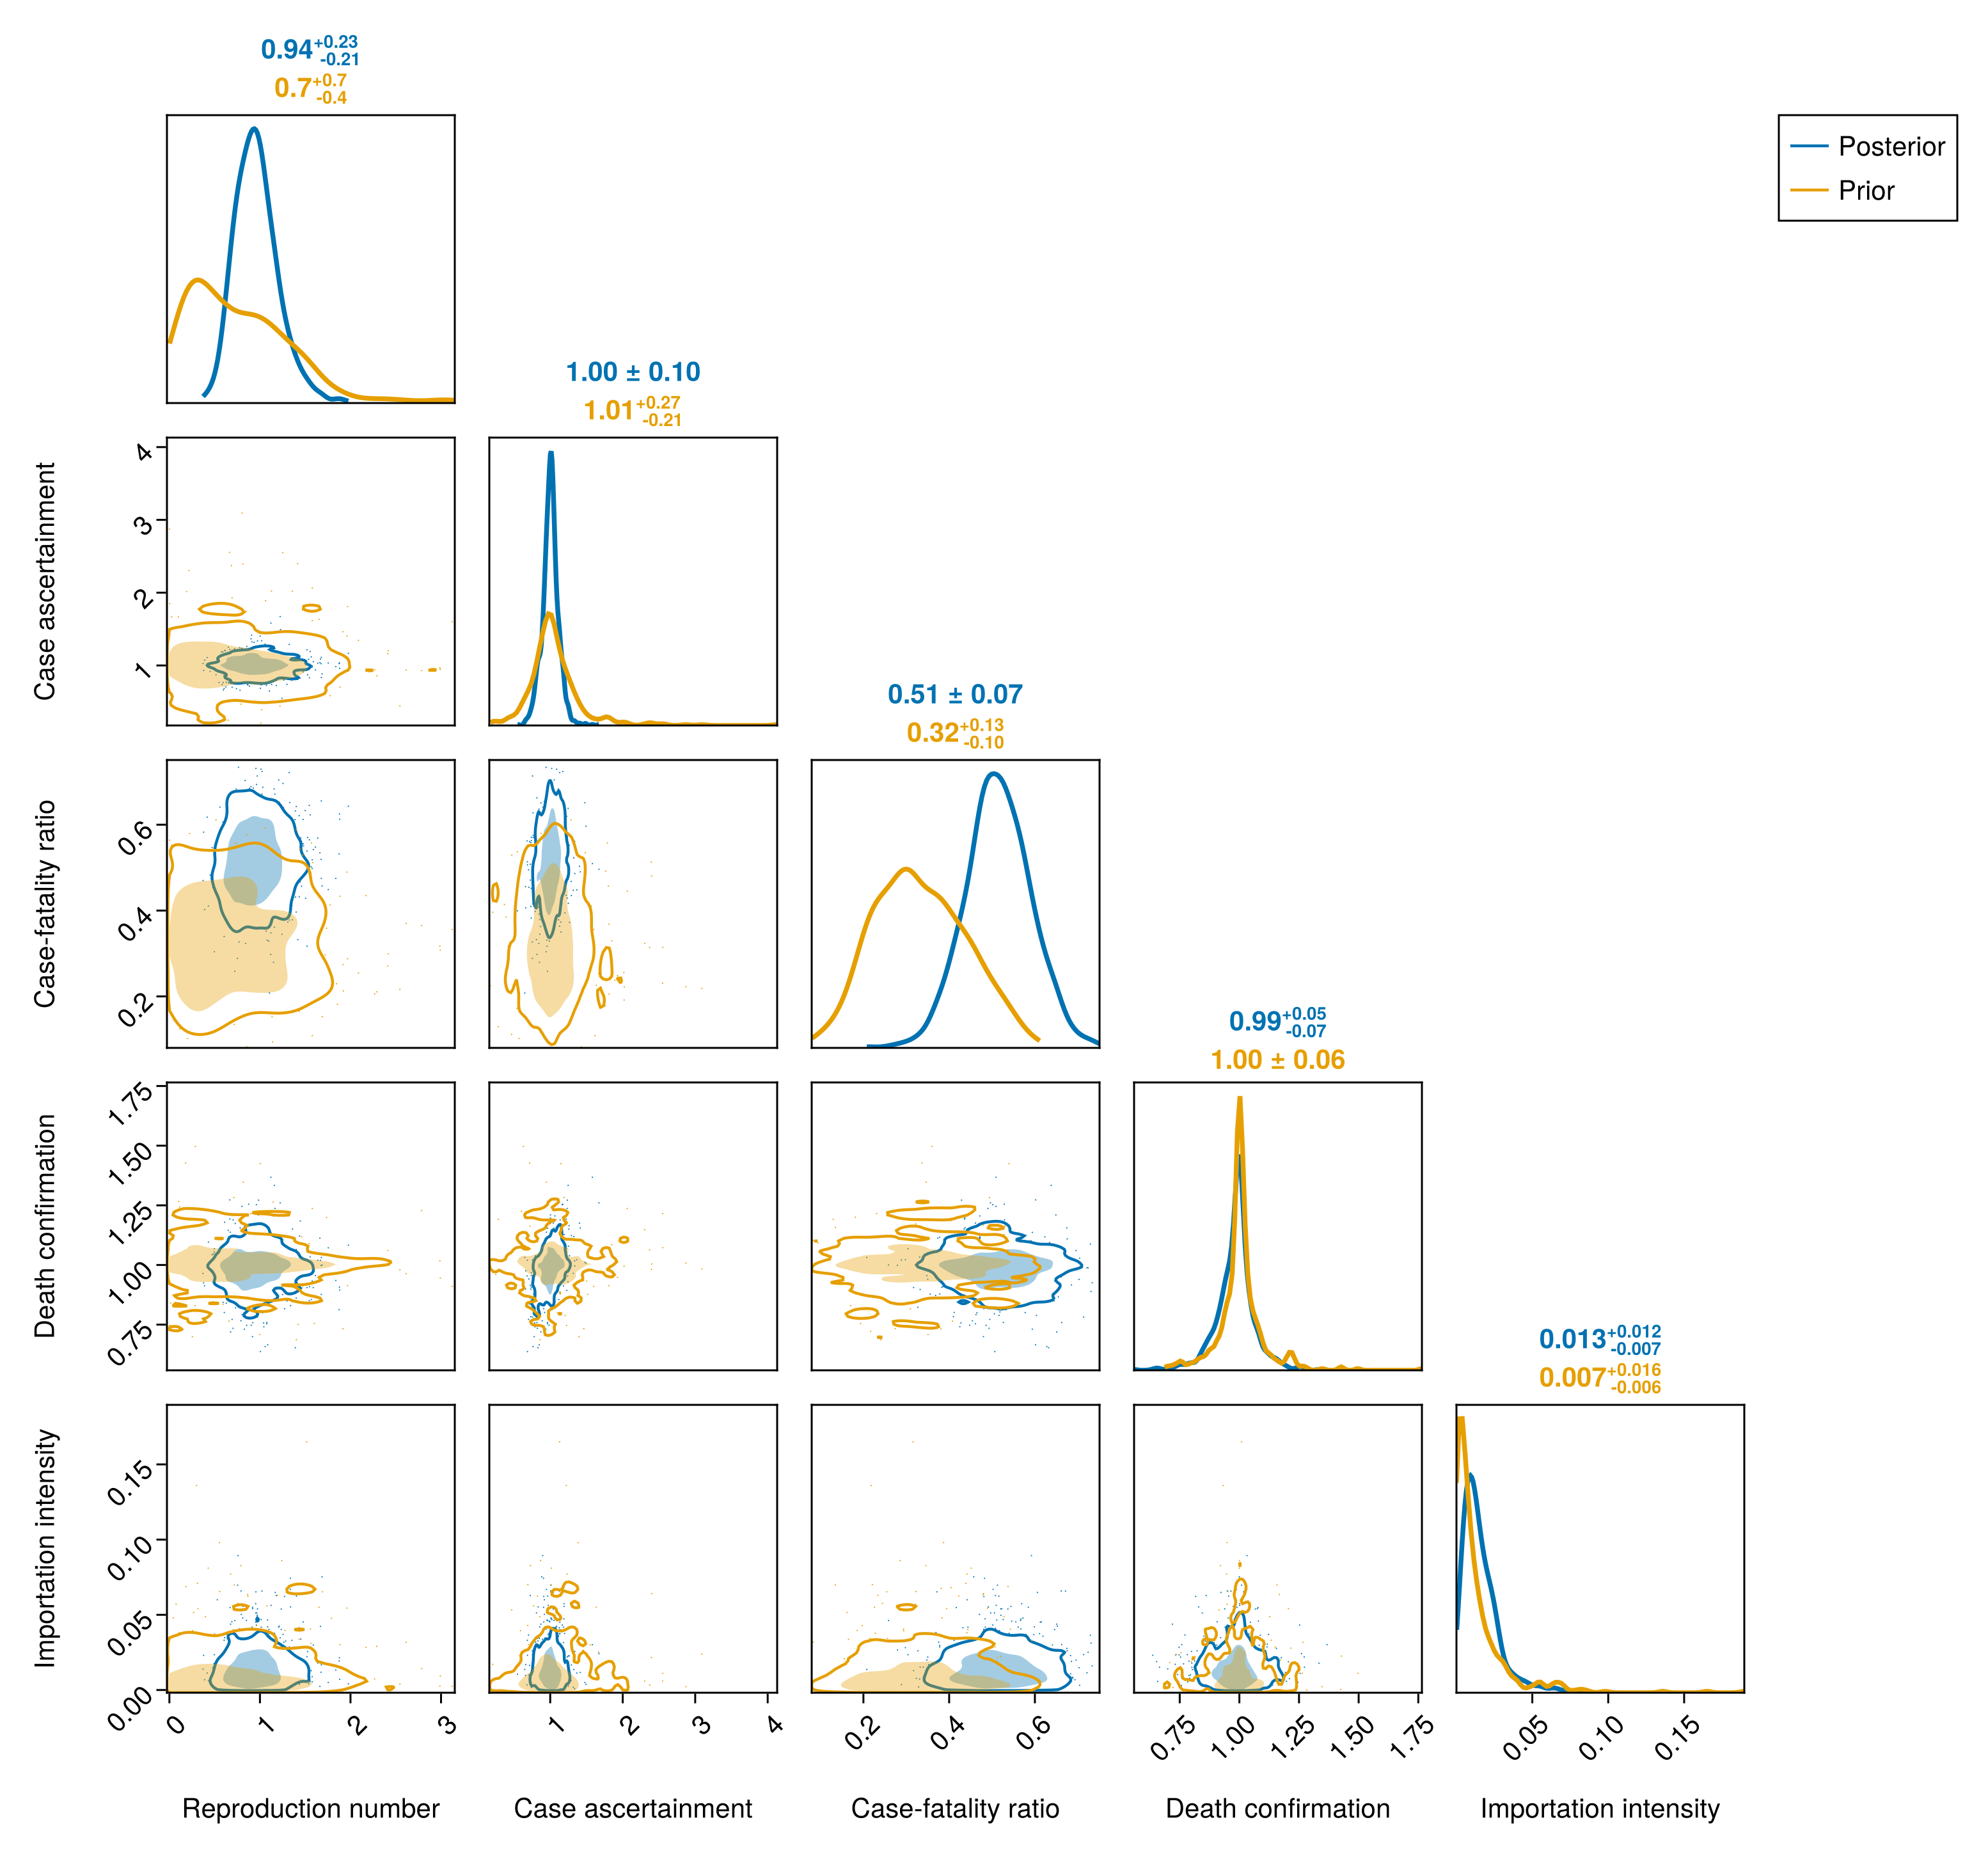 0.94+0.23-0.21
0.7+0.7-0.4
Posterior
Prior
1.00 ± 0.10
1.01+0.27-0.21
Case ascertainment
4
3
2
1
0.51 ± 0.07
0.32+0.13-0.10
Case-fatality ratio
0.6
0.4
0.2
0.99+0.05-0.07
1.00 ± 0.06
Death confirmation
1.75
1.50
1.25
1.00
0.75
0.013+0.012-0.007
0.007+0.016-0.006
Importation intensity
0.15
0.10
0.05
0.00
0 1 2 3
1 2 3 4
0.2 0.4 0.6
0.75 1.00 1.25 1.50 1.75
0.05 0.10 0.15
Reproduction number
Case ascertainment
Case-fatality ratio
Death confirmation
Importation intensity